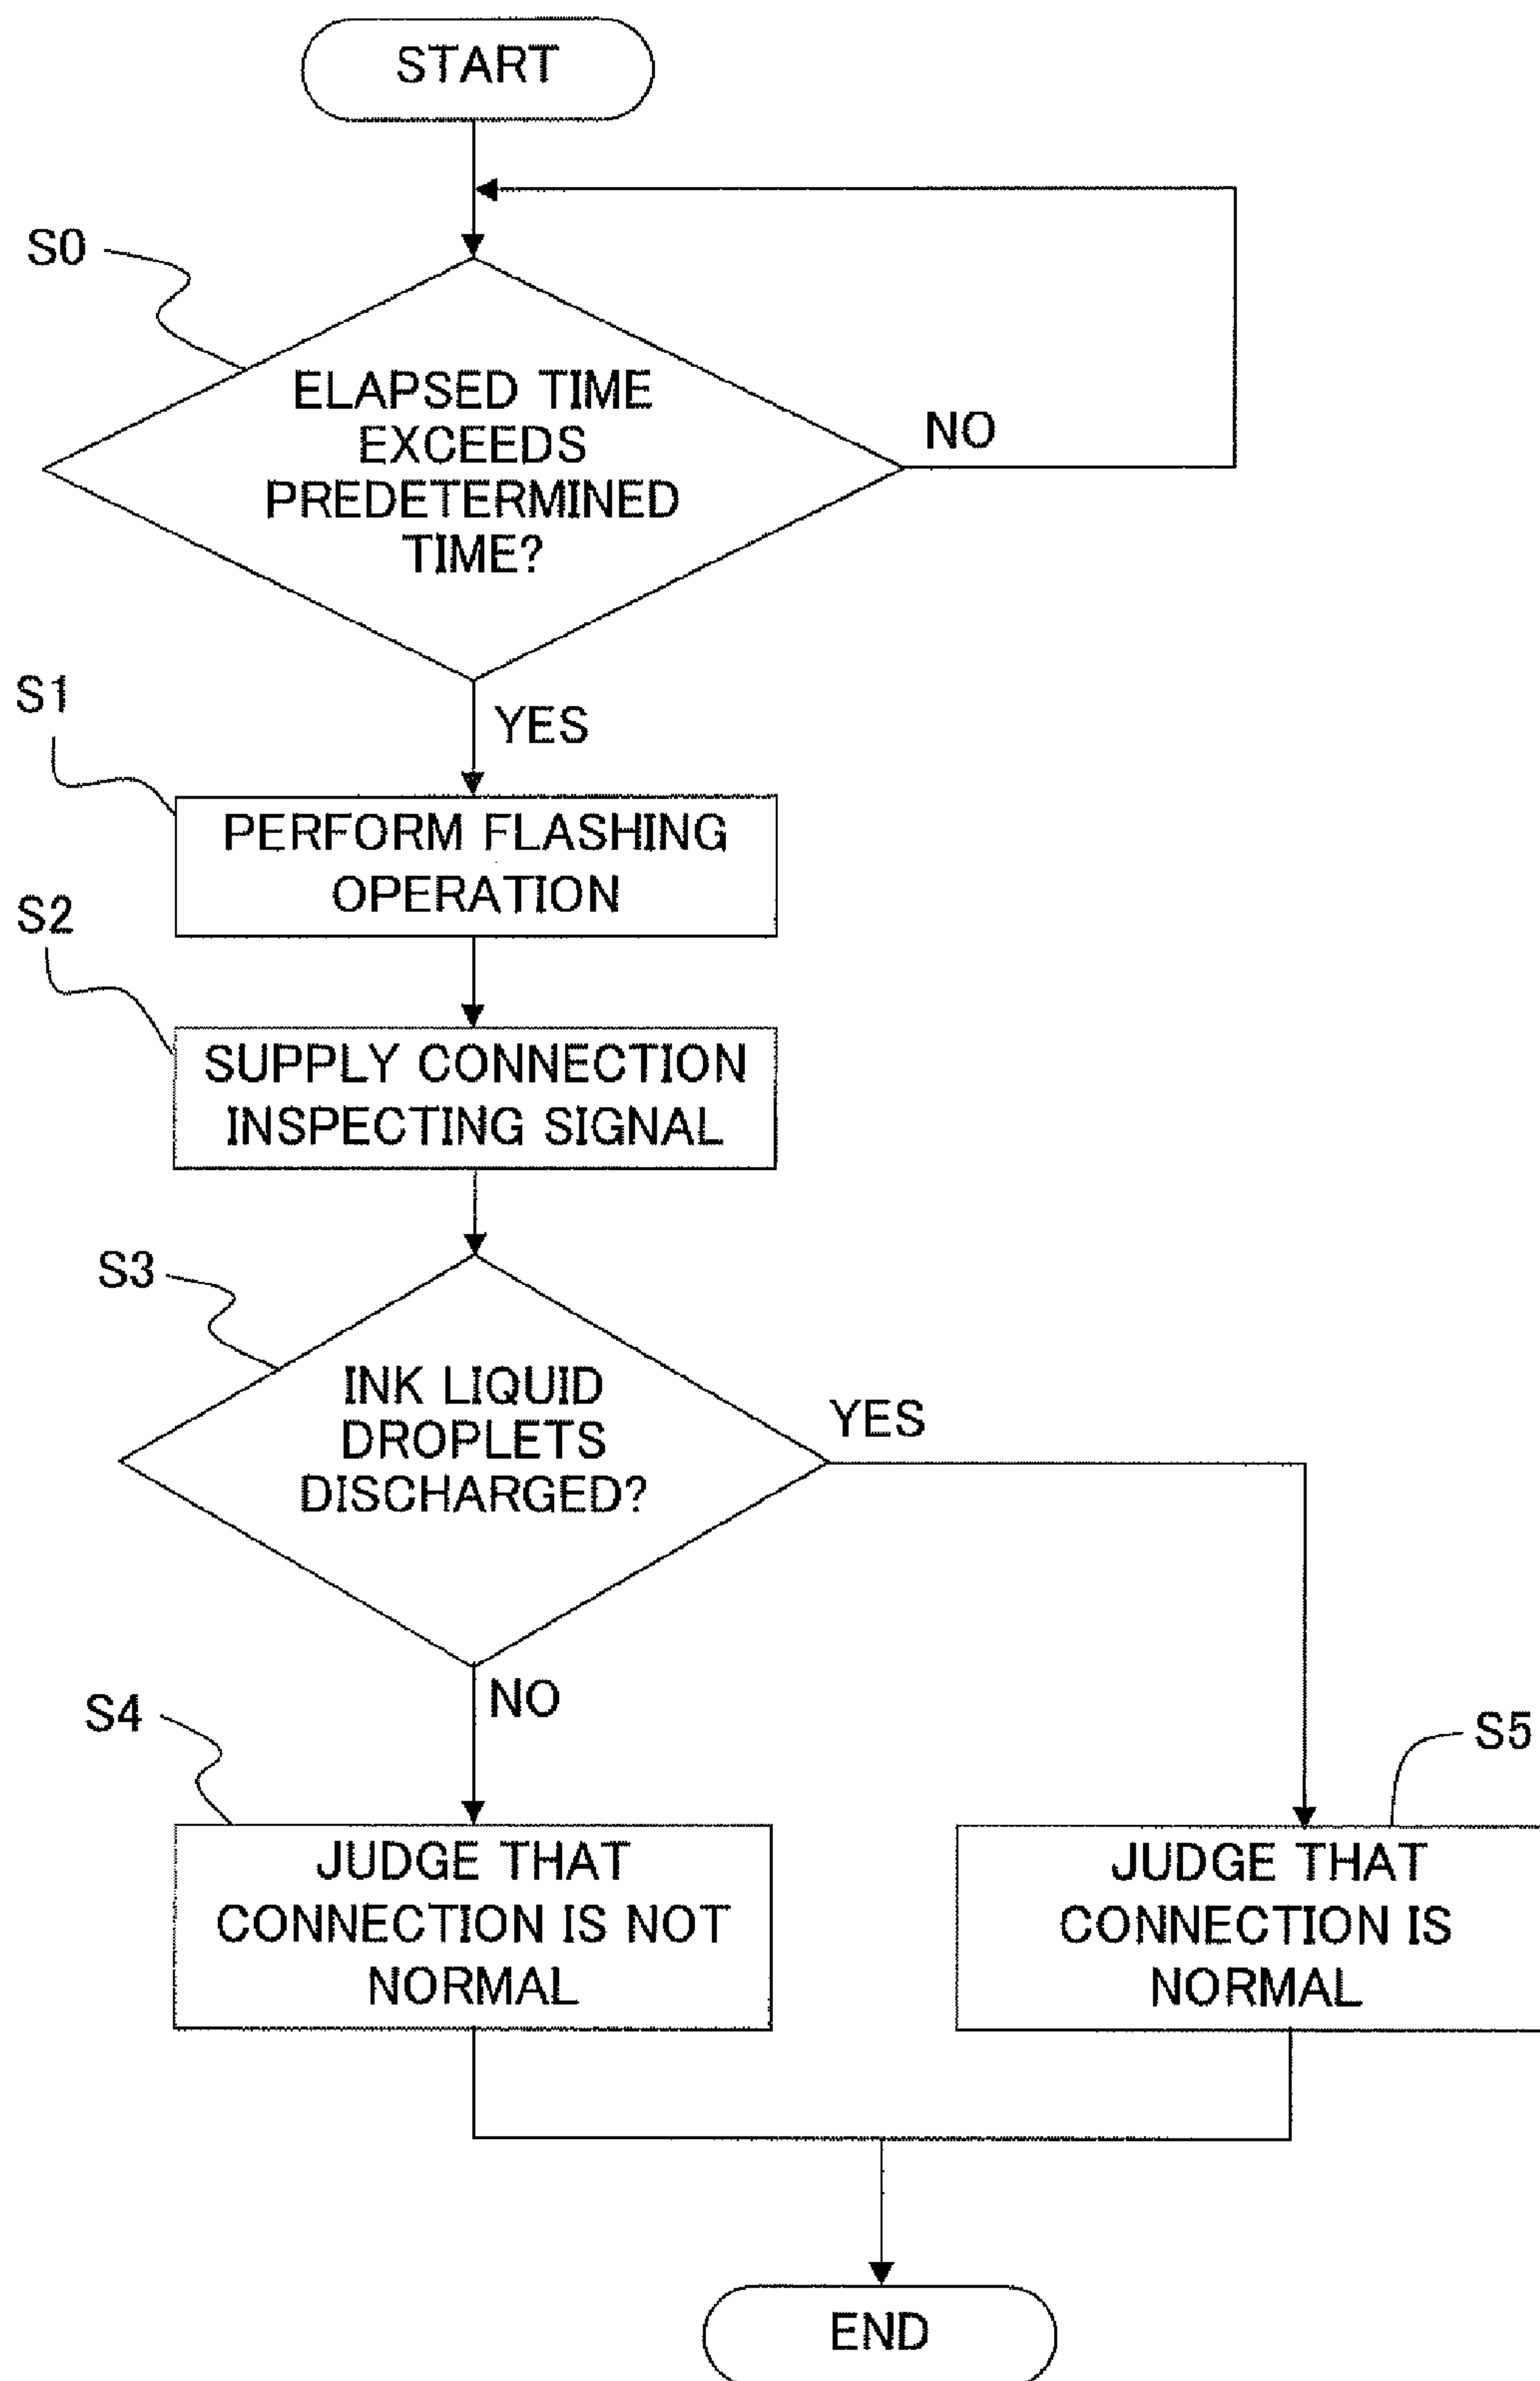 START
S0
ELAPSED TIME
EXCEEDS
PREDETERMINED
TIME?
NO
YES
S1
PERFORM FLASHING
OPERATION
S2
SUPPLY CONNECTION
INSPECTING SIGNAL
S3
INK LIQUID
DROPLETS
DISCHARGED?
YES
NO
S4
JUDGE THAT
CONNECTION IS NOT
NORMAL
S5
JUDGE THAT
CONNECTION IS
NORMAL
END